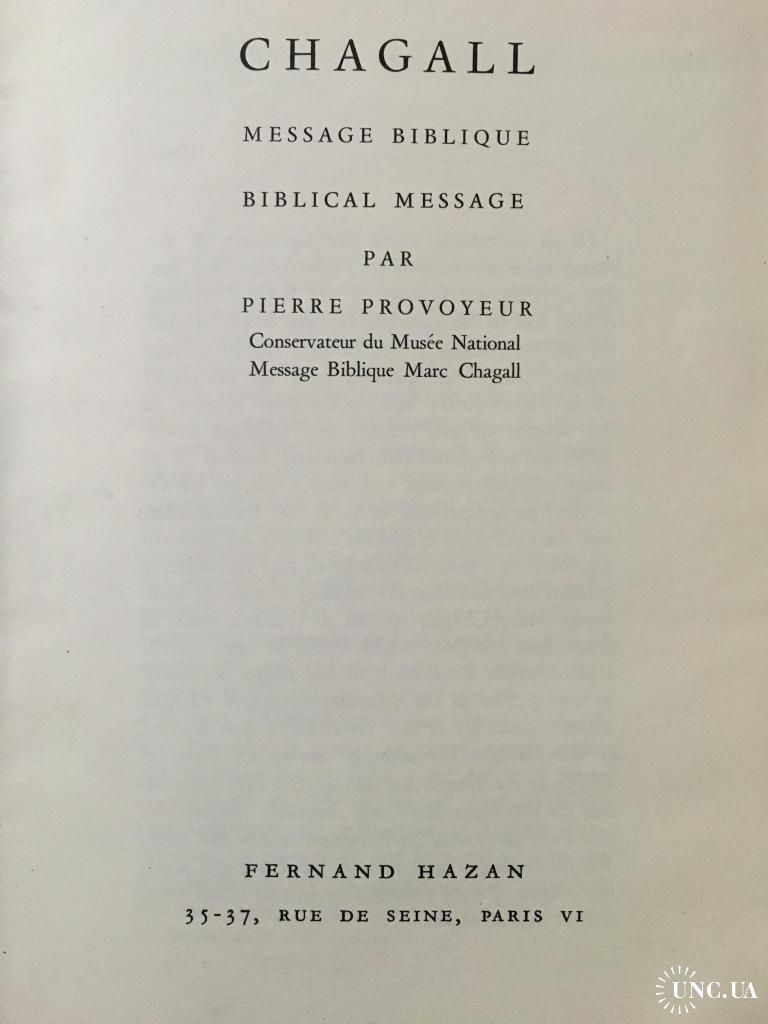 CHAGALL
MESSAGE BIBLIQUE
BIBLICAL MESSAGE
PAR
PIERRE PROVOYEUR
Conservateur du Musée National
Message Biblique Marc Chagall
FERNAND HAZAN
35-37, RUE DE SEINE, PARIS VI
UNC.UA